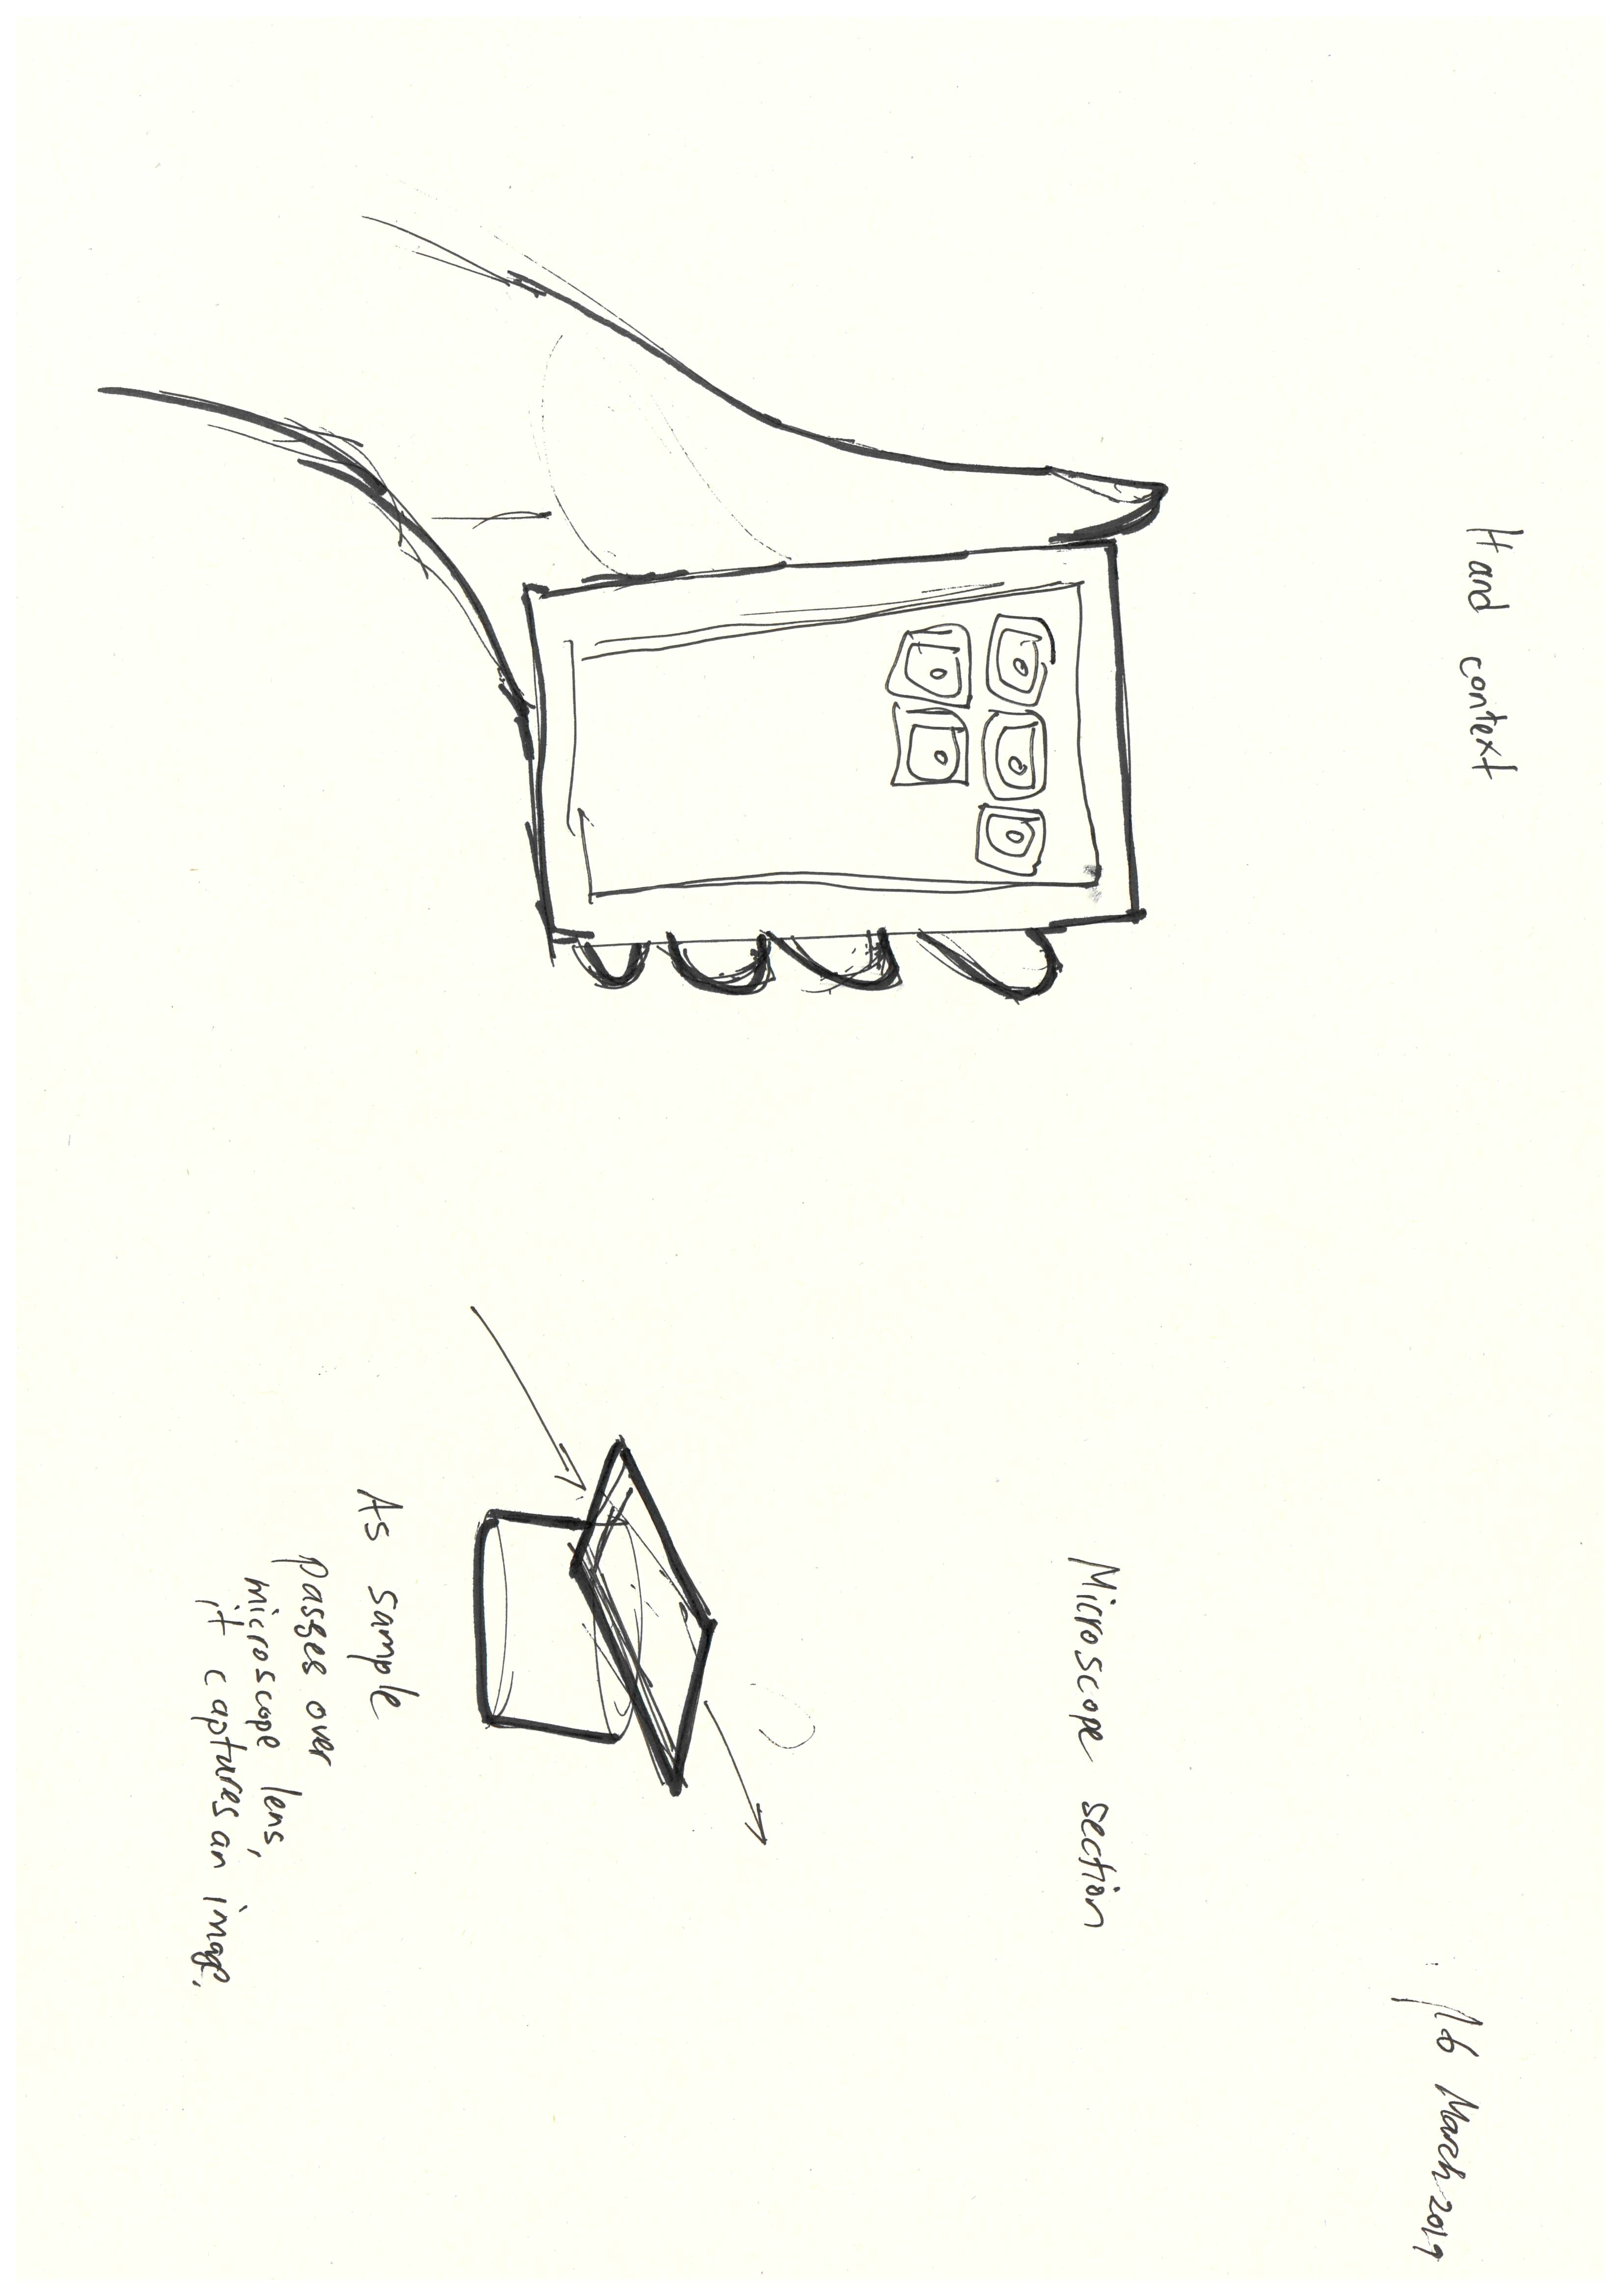 Hand context
16 March 2019
Microscope section
As sample
passes over
microscope lens,
it captures an image.